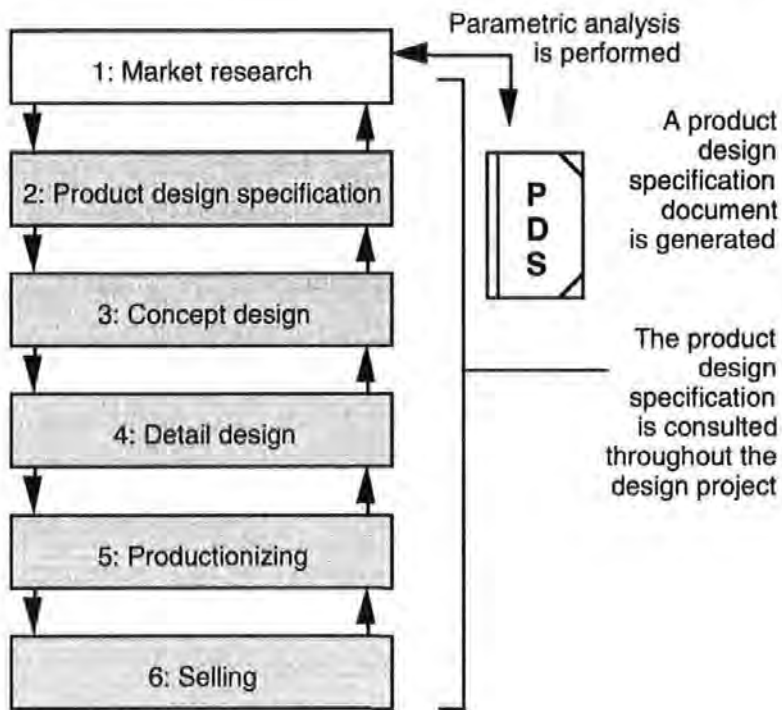 1: Market research
2: Product design specification
3: Concept design
4: Detail design
5: Productionizing
6: Selling
Parametric analysis
is performed
P
D
S
A product
design
specification
document
is generated
The product
design
specification
is consulted
throughout the
design project